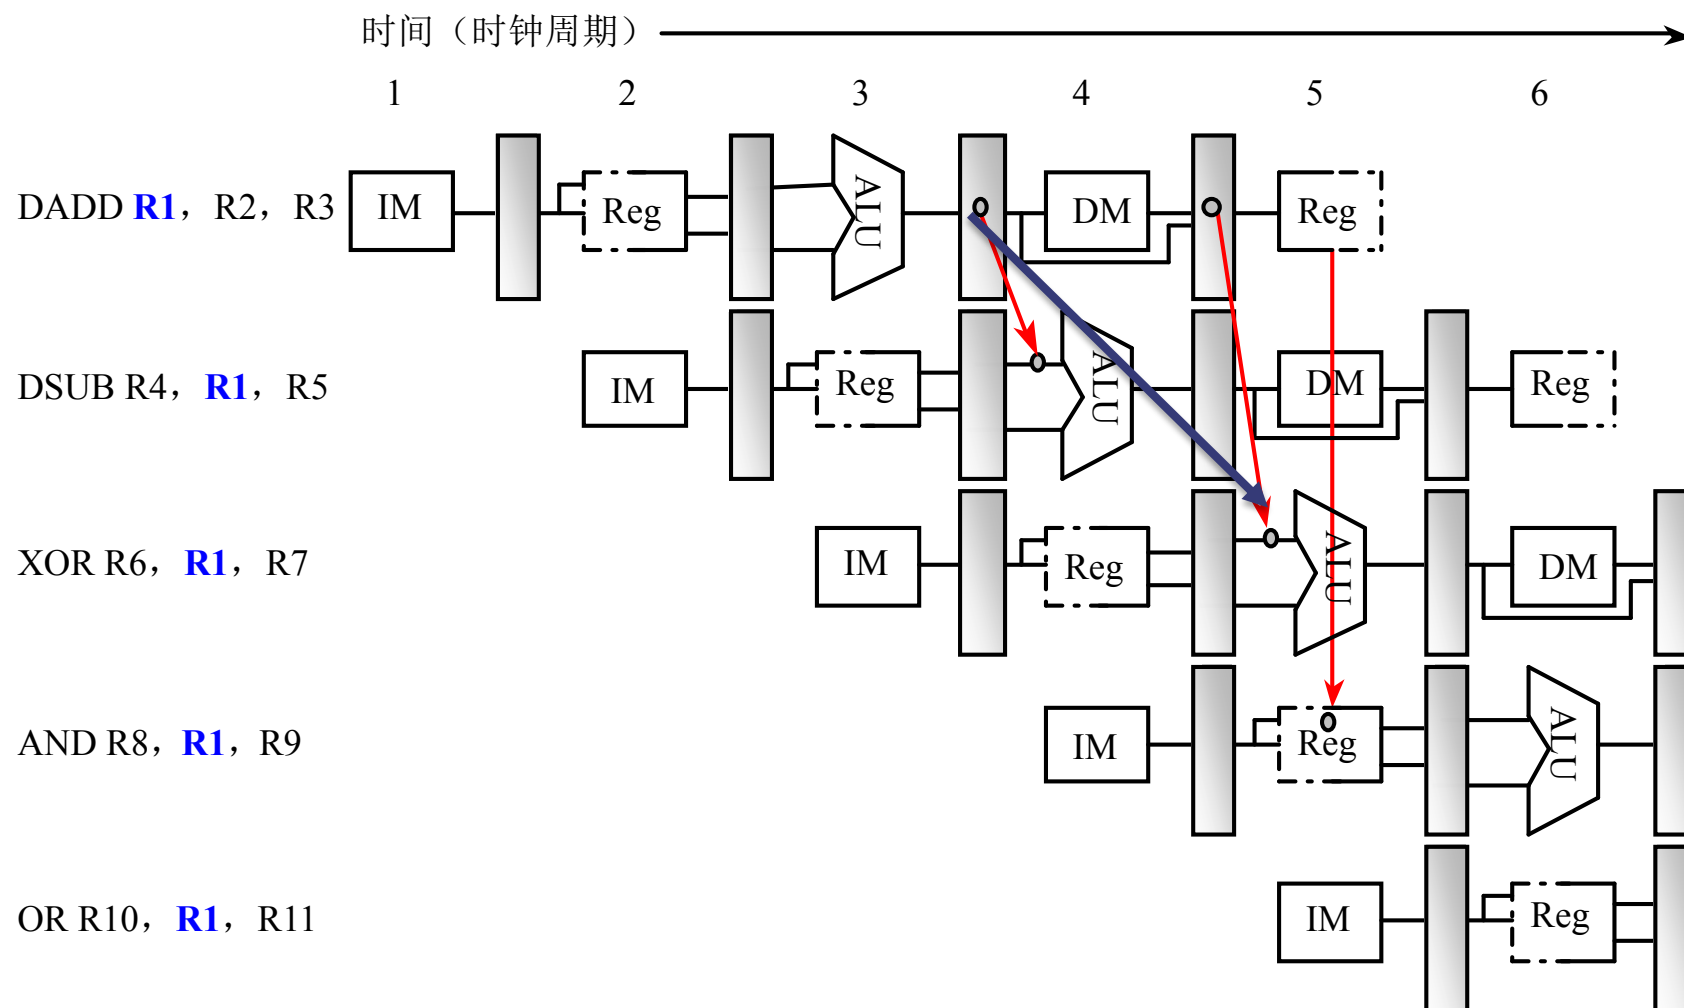 时间（时钟周期）
1 2 3 4 5 6
DADD R1，R2，R3 IM Reg ALU DM Reg
DSUB R4，R1，R5 IM Reg ALU DM Reg
XOR R6，R1，R7 IM Reg ALU DM
AND R8，R1，R9 IM Reg ALU
OR R10，R1，R11 IM Reg